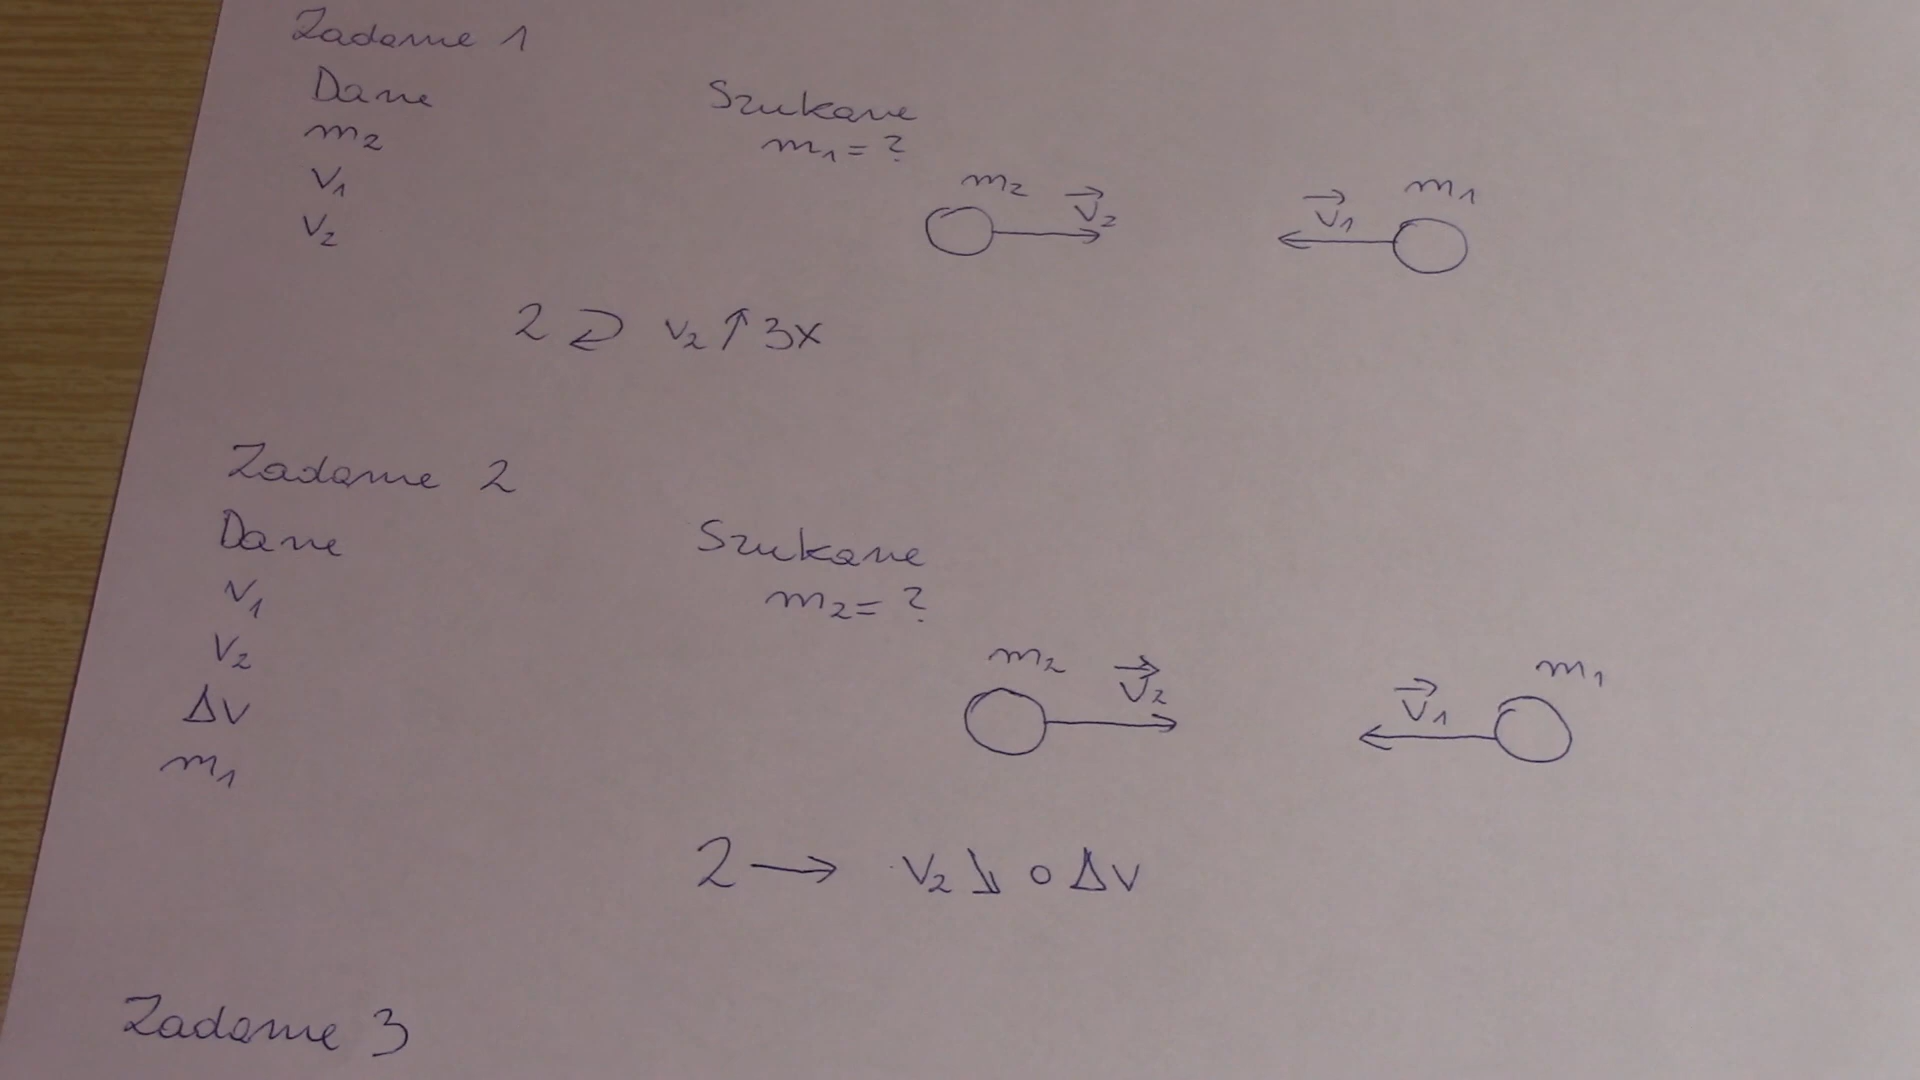 Zadanie 1
Dane Szukane
m₂ m₁ = ?
v₁
v₂
m₂ v⃗₂ v⃗₁ m₁
2 ⮌ v₂ ↑ 3x
Zadanie 2
Dane Szukane
v₁ m₂ = ?
v₂
Δv
m₁
m₂ v⃗₂ v⃗₁ m₁
2 → v₂ ↓ o Δv
Zadanie 3